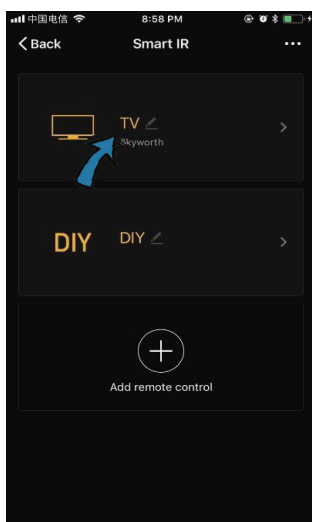 中国电信 8:58 PM
Back Smart IR
TV
Skyworth
DIY DIY
Add remote control